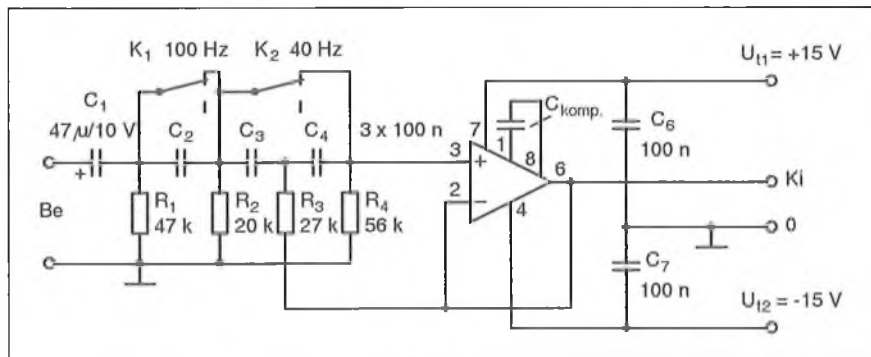 K1 100 Hz
K2 40 Hz
Ut1 = +15 V
C1
47 µ/10 V
+
C2
C3
C4
3 x 100 n
Ckomp.
7
1
8
3
+
2
−
6
4
C6
100 n
Ki
0
Be
R1
47 k
R2
20 k
R3
27 k
R4
56 k
C7
100 n
Ut2 = -15 V